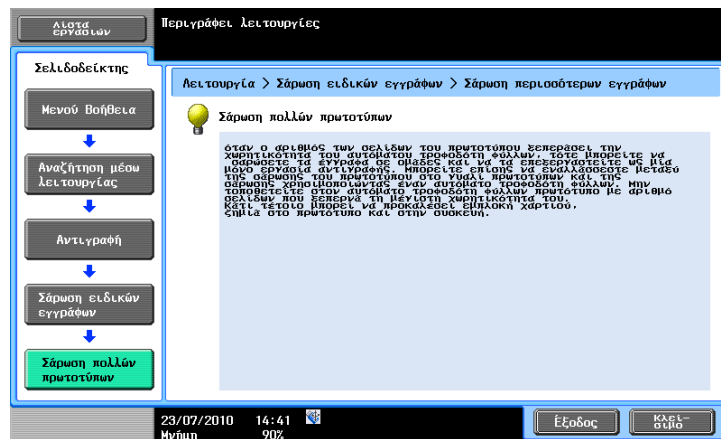 Λίστα
εργασιών
Περιγράφει λειτουργίες
Σελιδοδείκτης
Μενού Βοήθεια
Αναζήτηση μέσω
λειτουργίας
Αντιγραφή
Σάρωση ειδικών
εγγράφων
Σάρωση πολλών
πρωτοτύπων
Λειτουργία > Σάρωση ειδικών εγγράφων > Σάρωση περισσότερων εγγράφων
Σάρωση πολλών πρωτοτύπων
όταν ο αριθμός των σελίδων του πρωτοτύπου ξεπεράσει την
χωρητικότητα του αυτόματου τροφοδότη φύλλων, τότε μπορείτε να
σαρώσετε τα έγγραφα σε ομάδες και να τα επεξεργαστείτε ως μία
μόνο εργασία αντιγραφής. Μπορείτε επίσης να εναλλάσσεστε μεταξύ
της σάρωσης του πρωτοτύπου στο γυαλί πρωτοτύπων και της
σάρωσης χρησιμοποιώντας έναν αυτόματο τροφοδότη φύλλων. Μην
τοποθετείτε στον αυτόματο τροφοδότη φύλλων πρωτότυπο με αριθμό
σελίδων που ξεπερνά τη μέγιστη χωρητικότητά του.
Κάτι τέτοιο μπορεί να προκαλέσει εμπλοκή χαρτιού,
ζημιά στο πρωτότυπο και στην συσκευή.
23/07/2010 14:41
Μνήμη 90%
Έξοδος
Κλεί-
σιμο